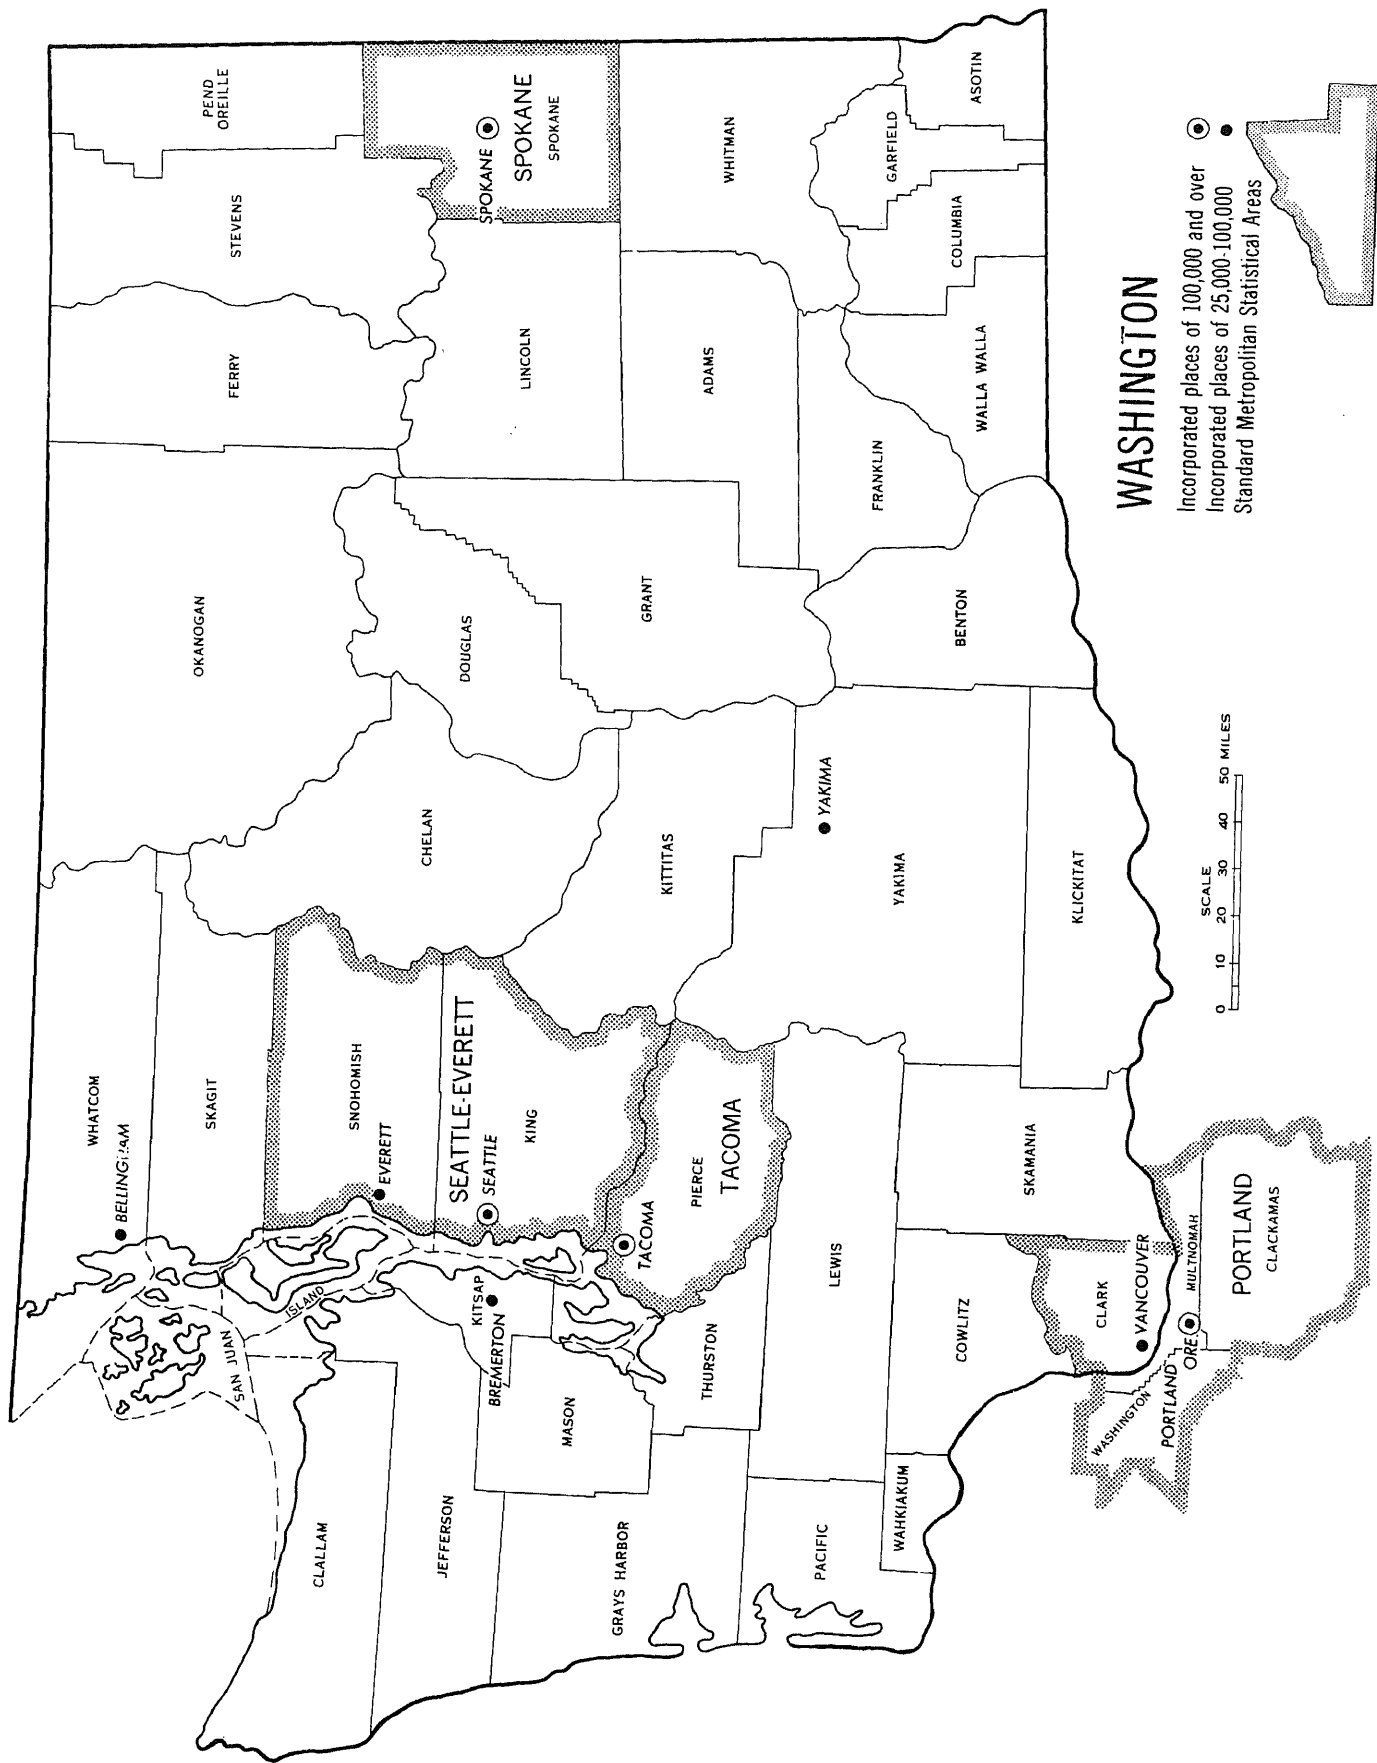 WHATCOM
BELLINGHAM
SKAGIT
SAN JUAN
ISLAND
OKANOGAN
FERRY
STEVENS
PEND
OREILLE
CLALLAM
JEFFERSON
SNOHOMISH
EVERETT
CHELAN
DOUGLAS
SEATTLE-EVERETT
SEATTLE
KING
KITSAP
BREMERTON
MASON
GRAYS HARBOR
LINCOLN
SPOKANE
SPOKANE
SPOKANE
TACOMA
PIERCE
TACOMA
THURSTON
KITTITAS
GRANT
ADAMS
WHITMAN
PACIFIC
LEWIS
YAKIMA
YAKIMA
FRANKLIN
GARFIELD
WAHKIAKUM
COWLITZ
SKAMANIA
KLICKITAT
BENTON
WALLA WALLA
COLUMBIA
ASOTIN
CLARK
VANCOUVER
WASHINGTON
PORTLAND
ORE.
MULTNOMAH
PORTLAND
CLACKAMAS
SCALE
0 10 20 30 40 50 MILES
WASHINGTON
Incorporated places of 100,000 and over
Incorporated places of 25,000-100,000
Standard Metropolitan Statistical Areas